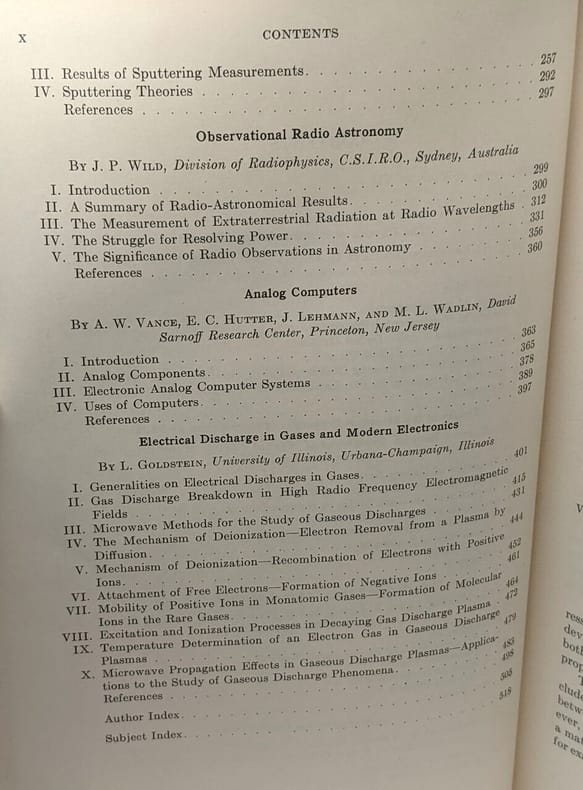 x
CONTENTS
III. Results of Sputtering Measurements. . . . . . . . . . . . . . . . 257
IV. Sputtering Theories . . . . . . . . . . . . . . . . . . . . . . . 292
References . . . . . . . . . . . . . . . . . . . . . . . . . . . 297
Observational Radio Astronomy
By J. P. Wild, Division of Radiophysics, C.S.I.R.O., Sydney, Australia
I. Introduction . . . . . . . . . . . . . . . . . . . . . . . . . . 299
II. A Summary of Radio-Astronomical Results. . . . . . . . . . . . . 300
III. The Measurement of Extraterrestrial Radiation at Radio Wavelengths . 312
IV. The Struggle for Resolving Power. . . . . . . . . . . . . . . . . 331
V. The Significance of Radio Observations in Astronomy . . . . . . . 356
References . . . . . . . . . . . . . . . . . . . . . . . . . . . 360
Analog Computers
By A. W. Vance, E. C. Hutter, J. Lehmann, and M. L. Wadlin, David
Sarnoff Research Center, Princeton, New Jersey
I. Introduction . . . . . . . . . . . . . . . . . . . . . . . . . . 363
II. Analog Components. . . . . . . . . . . . . . . . . . . . . . . . 365
III. Electronic Analog Computer Systems . . . . . . . . . . . . . . . 378
IV. Uses of Computers. . . . . . . . . . . . . . . . . . . . . . . . 389
References . . . . . . . . . . . . . . . . . . . . . . . . . . . 397
Electrical Discharge in Gases and Modern Electronics
By L. Goldstein, University of Illinois, Urbana-Champaign, Illinois
I. Generalities on Electrical Discharges in Gases. . . . . . . . . . 401
II. Gas Discharge Breakdown in High Radio Frequency Electromagnetic
Fields . . . . . . . . . . . . . . . . . . . . . . . . . . . . . 415
III. Microwave Methods for the Study of Gaseous Discharges . . . . . . 431
IV. The Mechanism of Deionization—Electron Removal from a Plasma by
Diffusion. . . . . . . . . . . . . . . . . . . . . . . . . . . . 444
V. Mechanism of Deionization—Recombination of Electrons with Positive
Ions. . . . . . . . . . . . . . . . . . . . . . . . . . . . . . 452
VI. Attachment of Free Electrons—Formation of Negative Ions . . . . . 461
VII. Mobility of Positive Ions in Monatomic Gases—Formation of Molecular
Ions in the Rare Gases. . . . . . . . . . . . . . . . . . . . . . 464
VIII. Excitation and Ionization Processes in Decaying Gas Discharge Plasma 472
IX. Temperature Determination of an Electron Gas in Gaseous Discharge
Plasmas . . . . . . . . . . . . . . . . . . . . . . . . . . . . 479
X. Microwave Propagation Effects in Gaseous Discharge Plasmas—Applica-
tions to the Study of Gaseous Discharge Phenomena. . . . . . . . 483
References . . . . . . . . . . . . . . . . . . . . . . . . . . . 498
Author Index. . . . . . . . . . . . . . . . . . . . . . . . . . . 505
Subject Index. . . . . . . . . . . . . . . . . . . . . . . . . . . 518
res
dev
both
prop
T
clude
betw
ever,
a mat
for exa